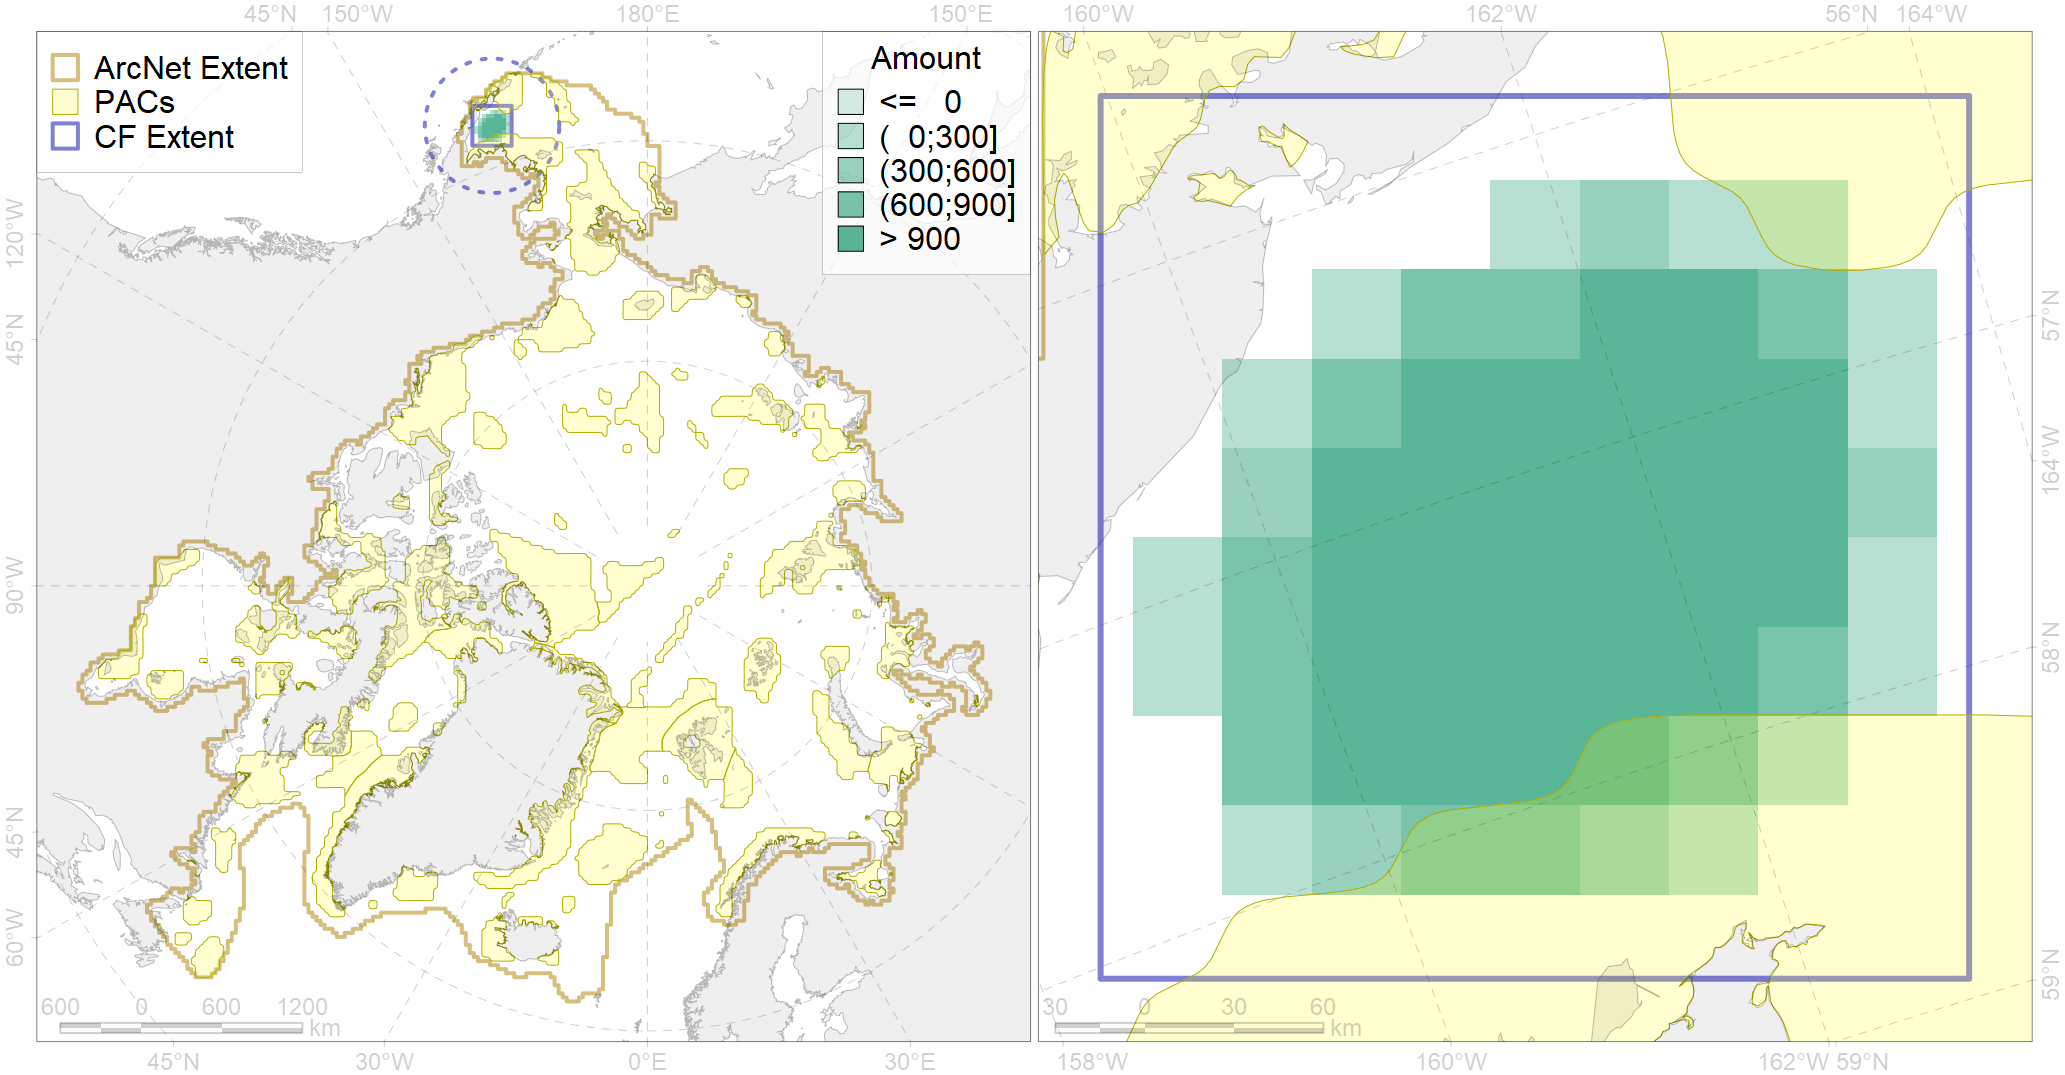 45°N 150°W 180°E 150°E 160°W 162°W 56°N 164°W
ArcNet Extent
PACs
CF Extent
Amount
<= 0
( 0;300]
(300;600]
(600;900]
> 900
120°W
45°N
90°W
45°N
60°W
57°N
164°W
58°N
59°N
600 0 600 1200
km
30 0 30 60
km
45°N 30°W 0°E 30°E 158°W 160°W 162°W 59°N